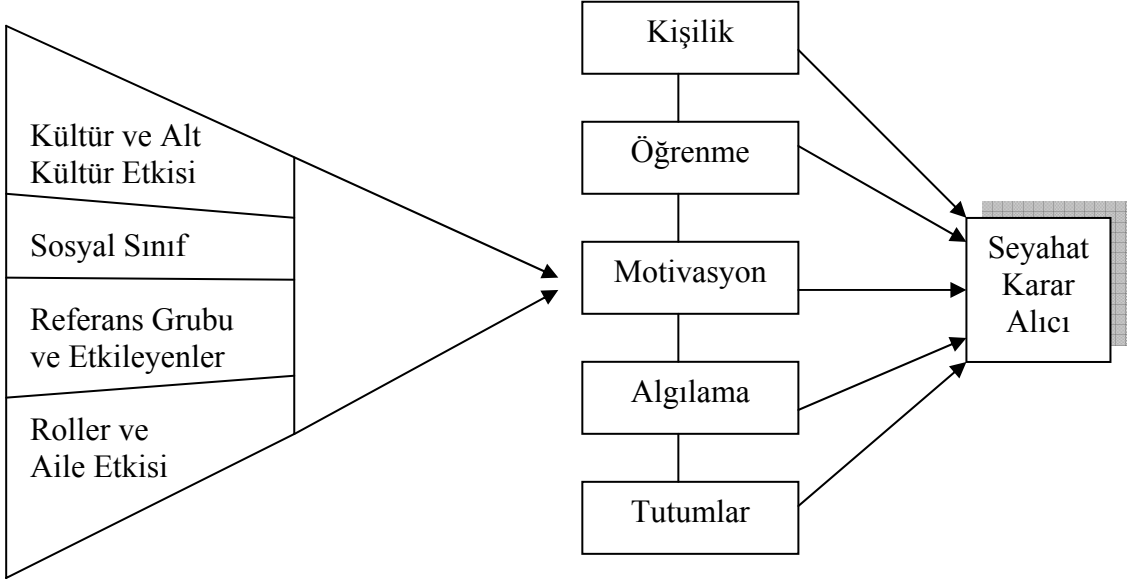 Kültür ve Alt
Kültür Etkisi
Sosyal Sınıf
Referans Grubu
ve Etkileyenler
Roller ve
Aile Etkisi
Kişilik
Öğrenme
Motivasyon
Algılama
Tutumlar
Seyahat
Karar
Alıcı